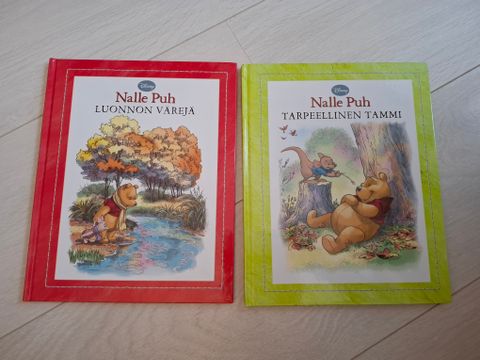 Disney
Nalle Puh
LUONNON VÄREJÄ
Disney
Nalle Puh
TARPEELLINEN TAMMI